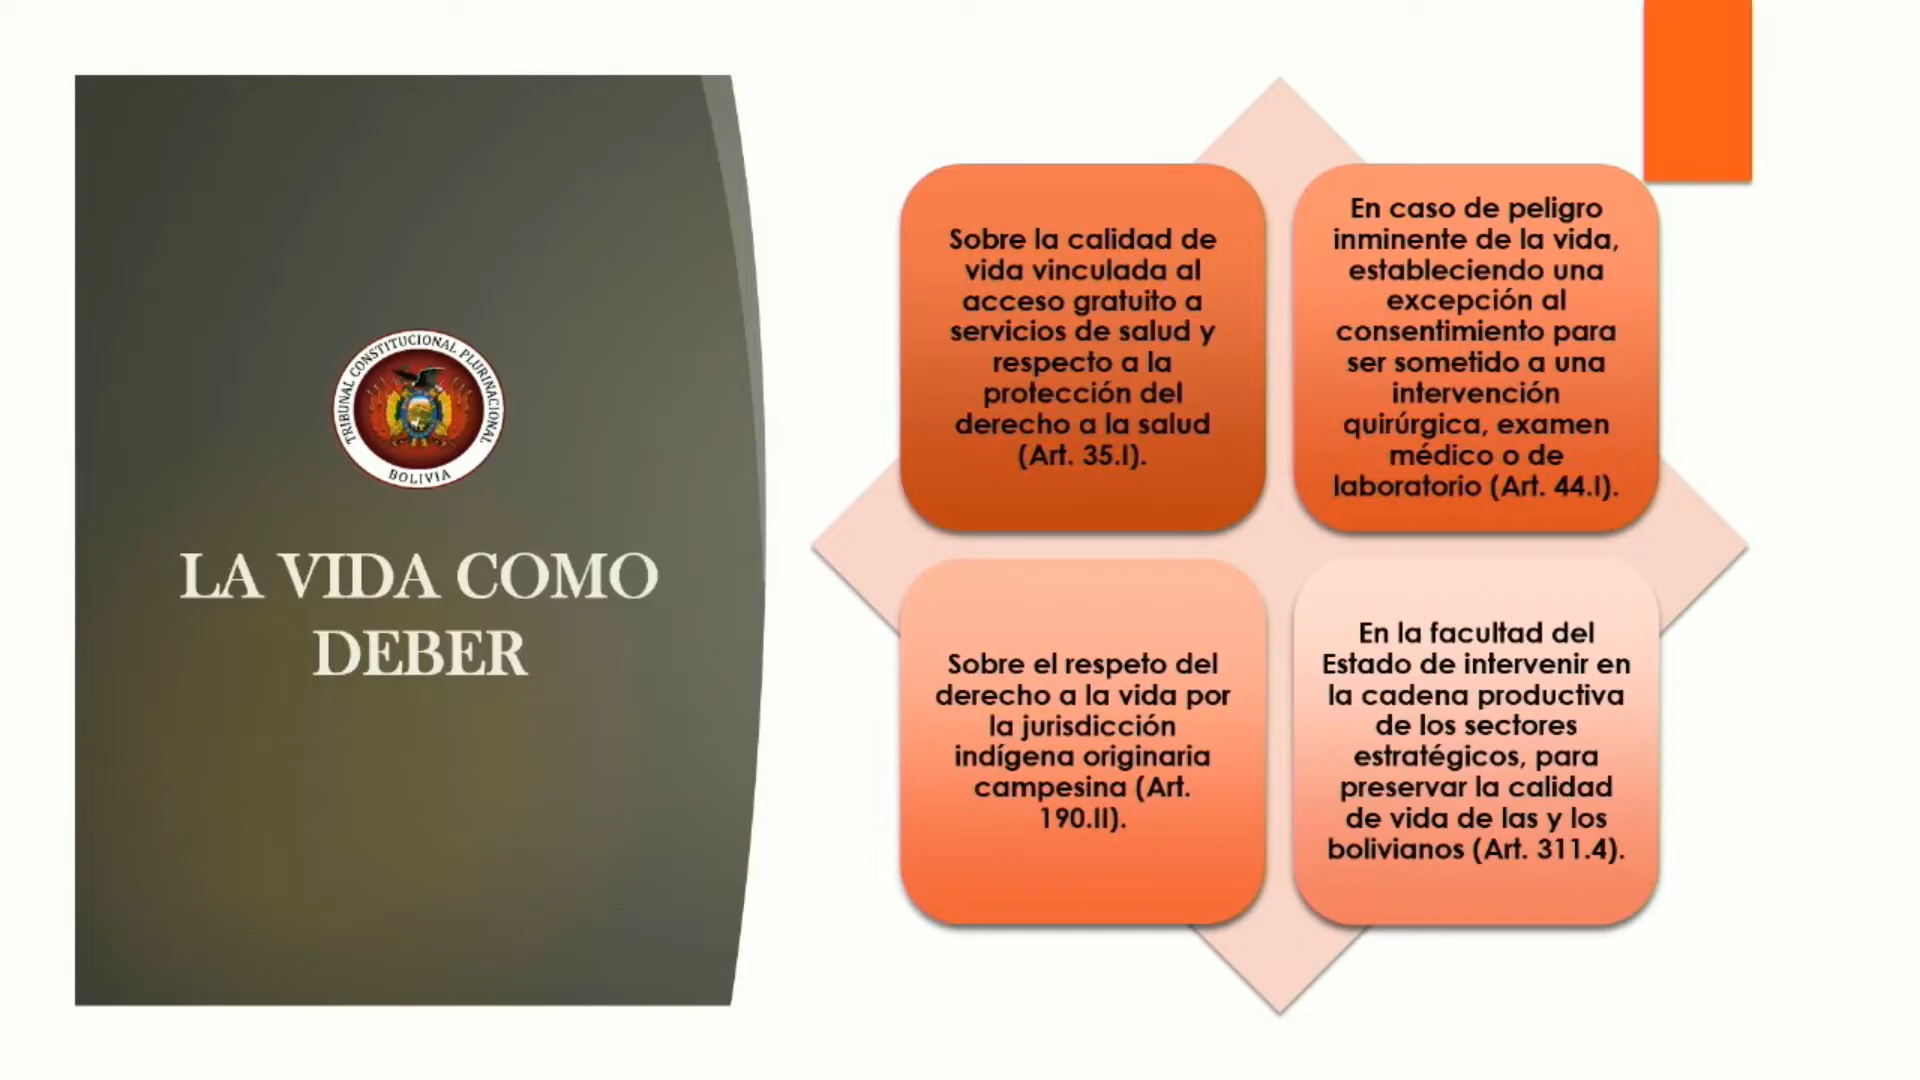 TRIBUNAL CONSTITUCIONAL PLURINACIONAL
BOLIVIA
LA VIDA COMO
DEBER
Sobre la calidad de
vida vinculada al
acceso gratuito a
servicios de salud y
respecto a la
protección del
derecho a la salud
(Art. 35.I).
En caso de peligro
inminente de la vida,
estableciendo una
excepción al
consentimiento para
ser sometido a una
intervención
quirúrgica, examen
médico o de
laboratorio (Art. 44.I).
Sobre el respeto del
derecho a la vida por
la jurisdicción
indígena originaria
campesina (Art.
190.II).
En la facultad del
Estado de intervenir en
la cadena productiva
de los sectores
estratégicos, para
preservar la calidad
de vida de las y los
bolivianos (Art. 311.4).